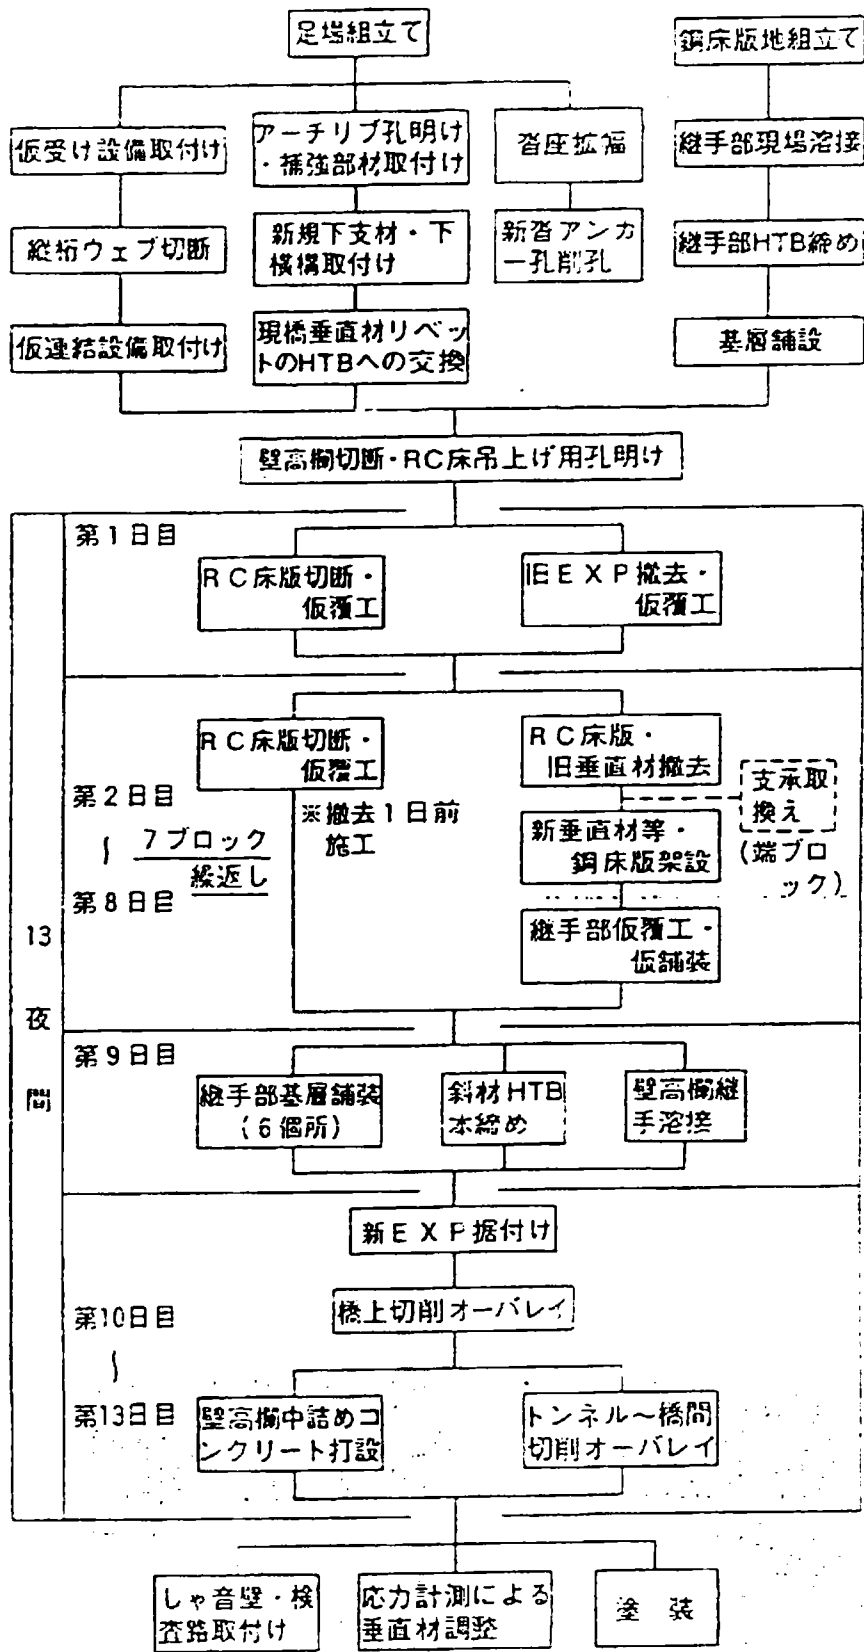 足場組立て
鋼床版地組立て
仮受け設備取付け
アーチリブ孔明け
・補強部材取付け
沓座拡幅
継手部現場溶接
縦桁ウェブ切断
新規下支材・下
横構取付け
新沓アンカ
ー孔削孔
継手部HTB締め
仮連結設備取付け
現橋垂直材リベッ
トのHTBへの交換
基層舗設
壁高欄切断・RC床吊上げ用孔明け
13
夜
間
第1日目
RC床版切断・
仮覆工
旧EXP撤去・
仮覆工
第2日目
〜
第8日目
7ブロック
繰返し
RC床版切断・
仮覆工
※撤去1日前
施工
RC床版・
旧垂直材撤去
支承取
換え
(端ブロ
ック)
新垂直材等・
鋼床版架設
継手部仮覆工・
仮舗装
第9日目
継手部基層舗装
(6個所)
斜材HTB
本締め
壁高欄継
手溶接
新EXP据付け
第10日目
〜
第13日目
橋上切削オーバレイ
壁高欄中詰めコ
ンクリート打設
トンネル〜橋間
切削オーバレイ
しゃ音壁・検
査路取付け
応力計測による
垂直材調整
塗装